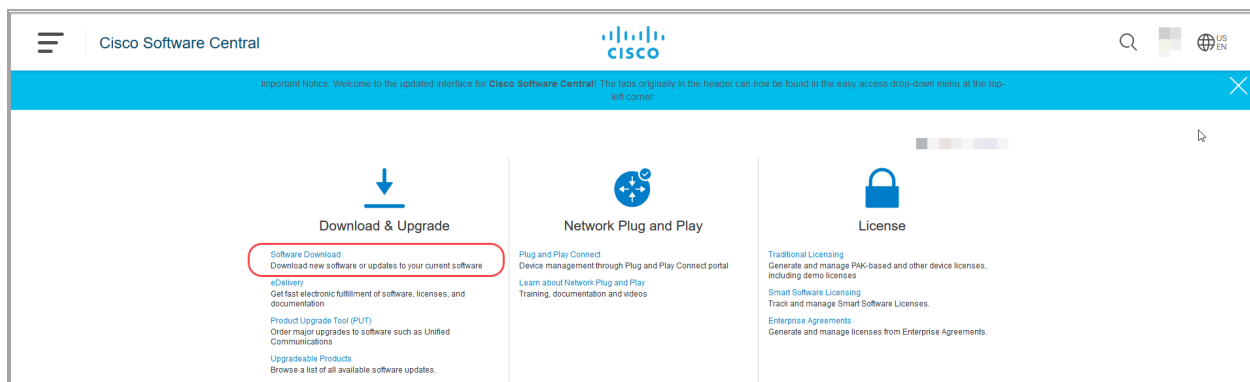 Cisco Software Central
CISCO
US
EN
Important Notice: Welcome to the updated interface for Cisco Software Central! The tabs originally in the header can now be found in the easy access drop-down menu at the top-
left corner.
Download & Upgrade
Software Download
Download new software or updates to your current software
eDelivery
Get fast electronic fulfillment of software, licenses, and
documentation
Product Upgrade Tool (PUT)
Order major upgrades to software such as Unified
Communications
Upgradeable Products
Browse a list of all available software updates.
Network Plug and Play
Plug and Play Connect
Device management through Plug and Play Connect portal
Learn about Network Plug and Play
Training, documentation and videos
License
Traditional Licensing
Generate and manage PAK-based and other device licenses,
including demo licenses
Smart Software Licensing
Track and manage Smart Software Licenses.
Enterprise Agreements
Generate and manage licenses from Enterprise Agreements.